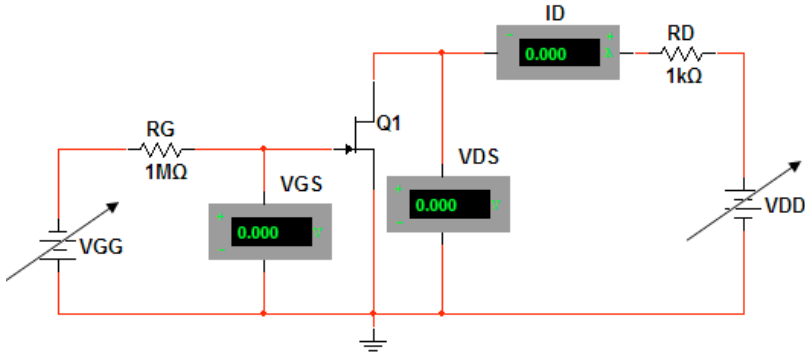 ID
- +
0.000 A
RD
1kΩ
Q1
RG
1MΩ
VGS
+
0.000 V
-
VDS
+
0.000 V
-
VGG
VDD